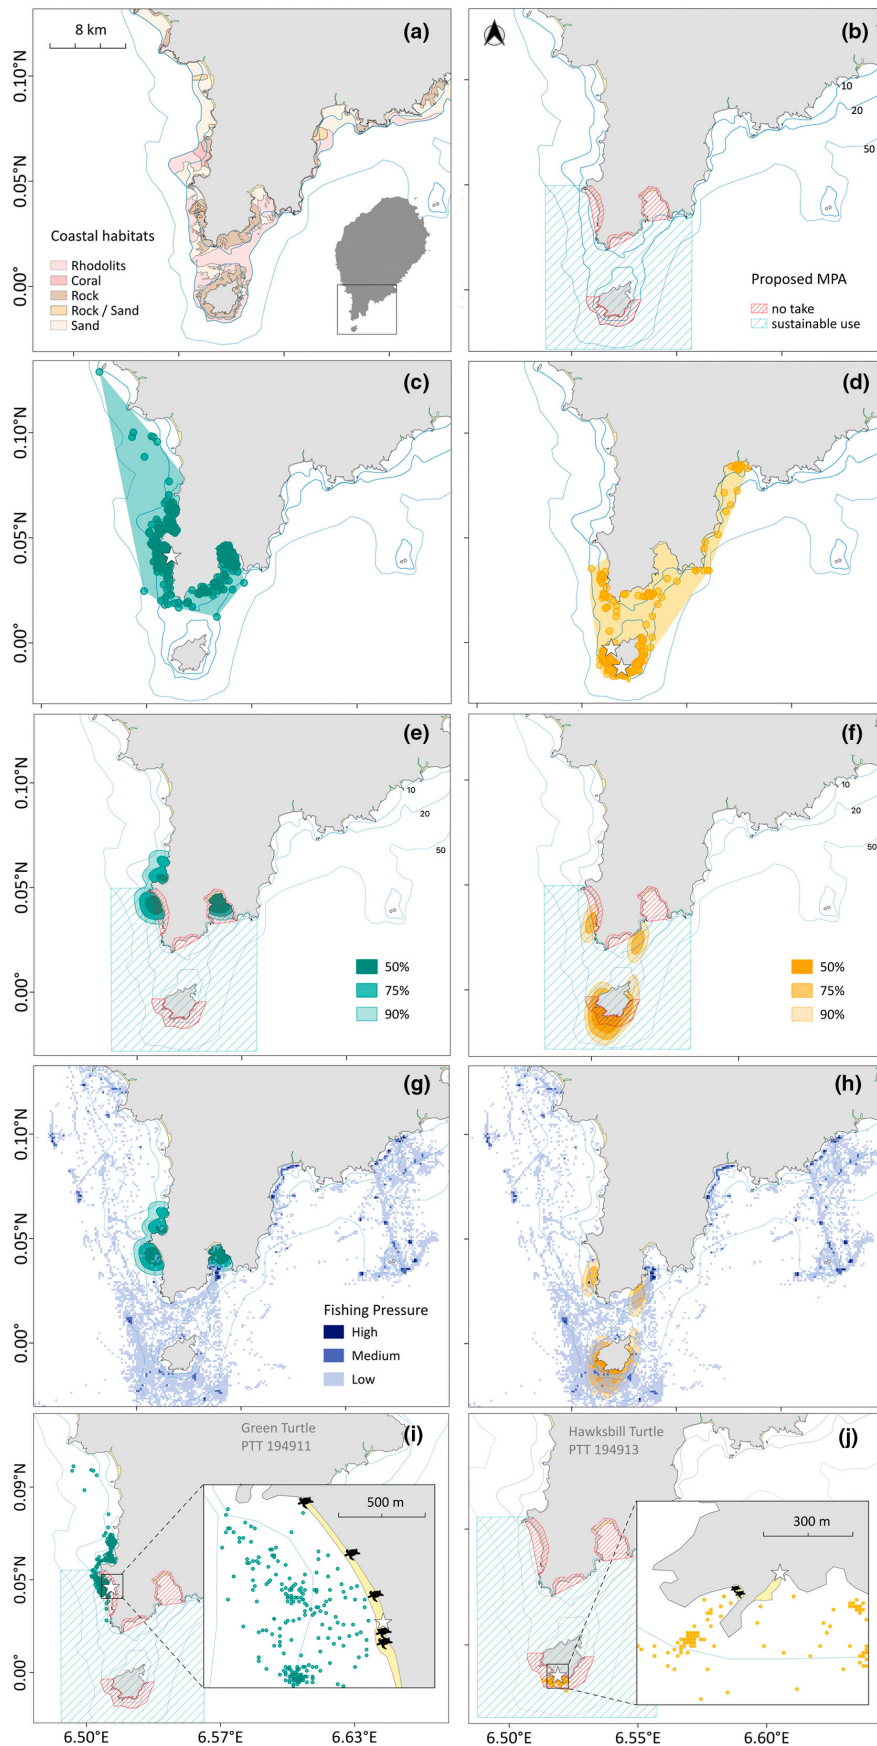 (a)
8 km
0.10°N
0.05°N
0.00°
Coastal habitats
Rhodolits
Coral
Rock
Rock / Sand
Sand
(b)
10
20
50
Proposed MPA
no take
sustainable use
(c)
0.10°N
0.05°N
0.00°
(d)
(e)
0.10°N
0.05°N
0.00°
10
20
50
50%
75%
90%
(f)
10
20
50
50%
75%
90%
(g)
0.10°N
0.05°N
0.00°
Fishing Pressure
High
Medium
Low
(h)
(i)
Green Turtle
PTT 194911
500 m
0.09°N
0.05°N
0.00°
6.50°E
6.57°E
6.63°E
(j)
Hawksbill Turtle
PTT 194913
300 m
6.50°E
6.55°E
6.60°E